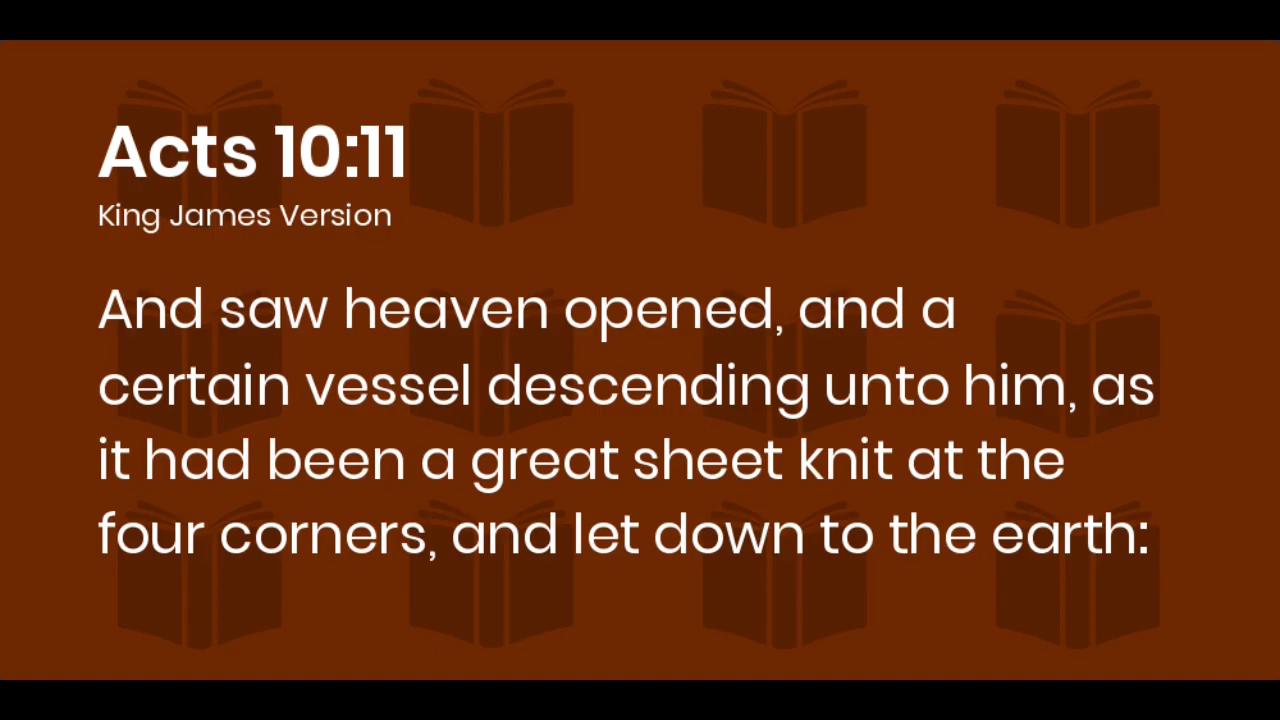 Acts 10:11
King James Version
And saw heaven opened, and a
certain vessel descending unto him, as
it had been a great sheet knit at the
four corners, and let down to the earth: